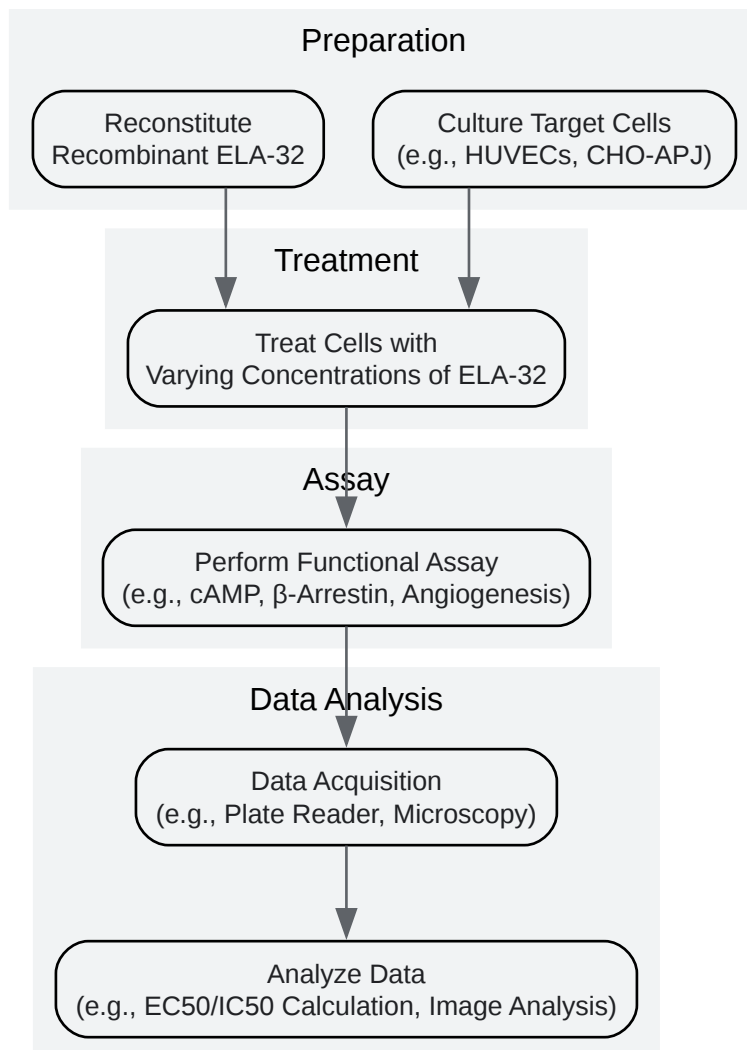 Preparation
Reconstitute
Recombinant ELA-32
Culture Target Cells
(e.g., HUVECs, CHO-APJ)
Treatment
Treat Cells with
Varying Concentrations of ELA-32
Assay
Perform Functional Assay
(e.g., cAMP, β-Arrestin, Angiogenesis)
Data Analysis
Data Acquisition
(e.g., Plate Reader, Microscopy)
Analyze Data
(e.g., EC50/IC50 Calculation, Image Analysis)